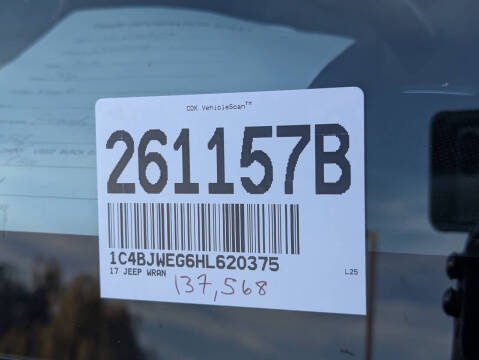 CDK VehicleScan™
261157B
1C4BJWEG6HL620375
17 JEEP WRAN
137,568
L25